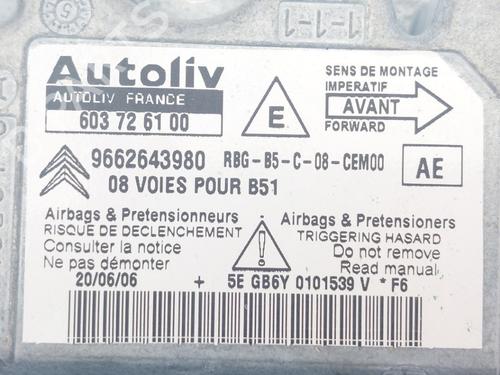 1-1-1
Autoliv
AUTOLIV FRANCE
603 72 61 00
E
SENS DE MONTAGE
IMPERATIF
AVANT
FORWARD
9662643980 RBG-B5-C-08-CEM00
AE
08 VOIES POUR B51
Airbags & Pretensionneurs
RISQUE DE DECLENCHEMENT
Consulter la notice
Ne pas démonter
Airbags & Pretensioners
TRIGGERING HASARD
Do not remove
Read manual
20/06/06 + 5E GB6Y 0101539 V * F6